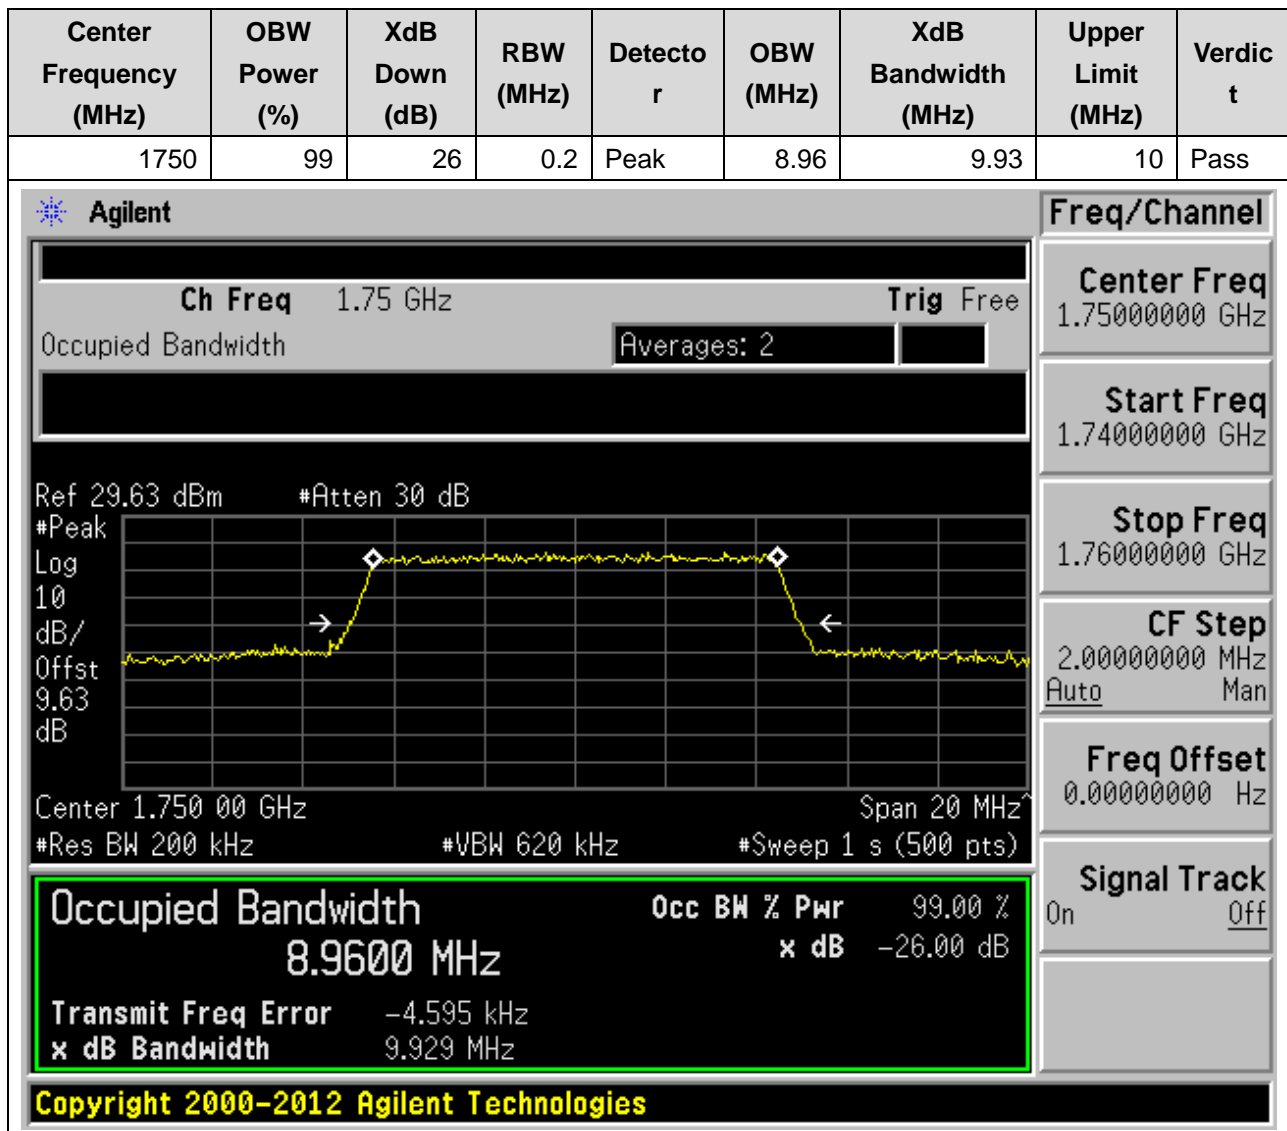 Center Frequency (MHz) OBW Power (%) XdB Down (dB) RBW (MHz) Detecto r OBW (MHz) XdB Bandwidth (MHz) Upper Limit (MHz) Verdic t
1750 99 26 0.2 Peak 8.96 9.93 10 Pass
Agilent
Freq/Channel
Ch Freq 1.75 GHz Trig Free
Occupied Bandwidth Averages: 2
Ref 29.63 dBm #Atten 30 dB
#Peak
Log
10
dB/
Offst
9.63
dB
Center 1.750 00 GHz Span 20 MHz^
#Res BW 200 kHz #VBW 620 kHz #Sweep 1 s (500 pts)
Occupied Bandwidth
8.9600 MHz
Occ BW % Pwr 99.00 %
x dB -26.00 dB
Transmit Freq Error -4.595 kHz
x dB Bandwidth 9.929 MHz
Center Freq
1.75000000 GHz
Start Freq
1.74000000 GHz
Stop Freq
1.76000000 GHz
CF Step
2.00000000 MHz
Auto Man
Freq Offset
0.00000000 Hz
Signal Track
On Off
Copyright 2000-2012 Agilent Technologies